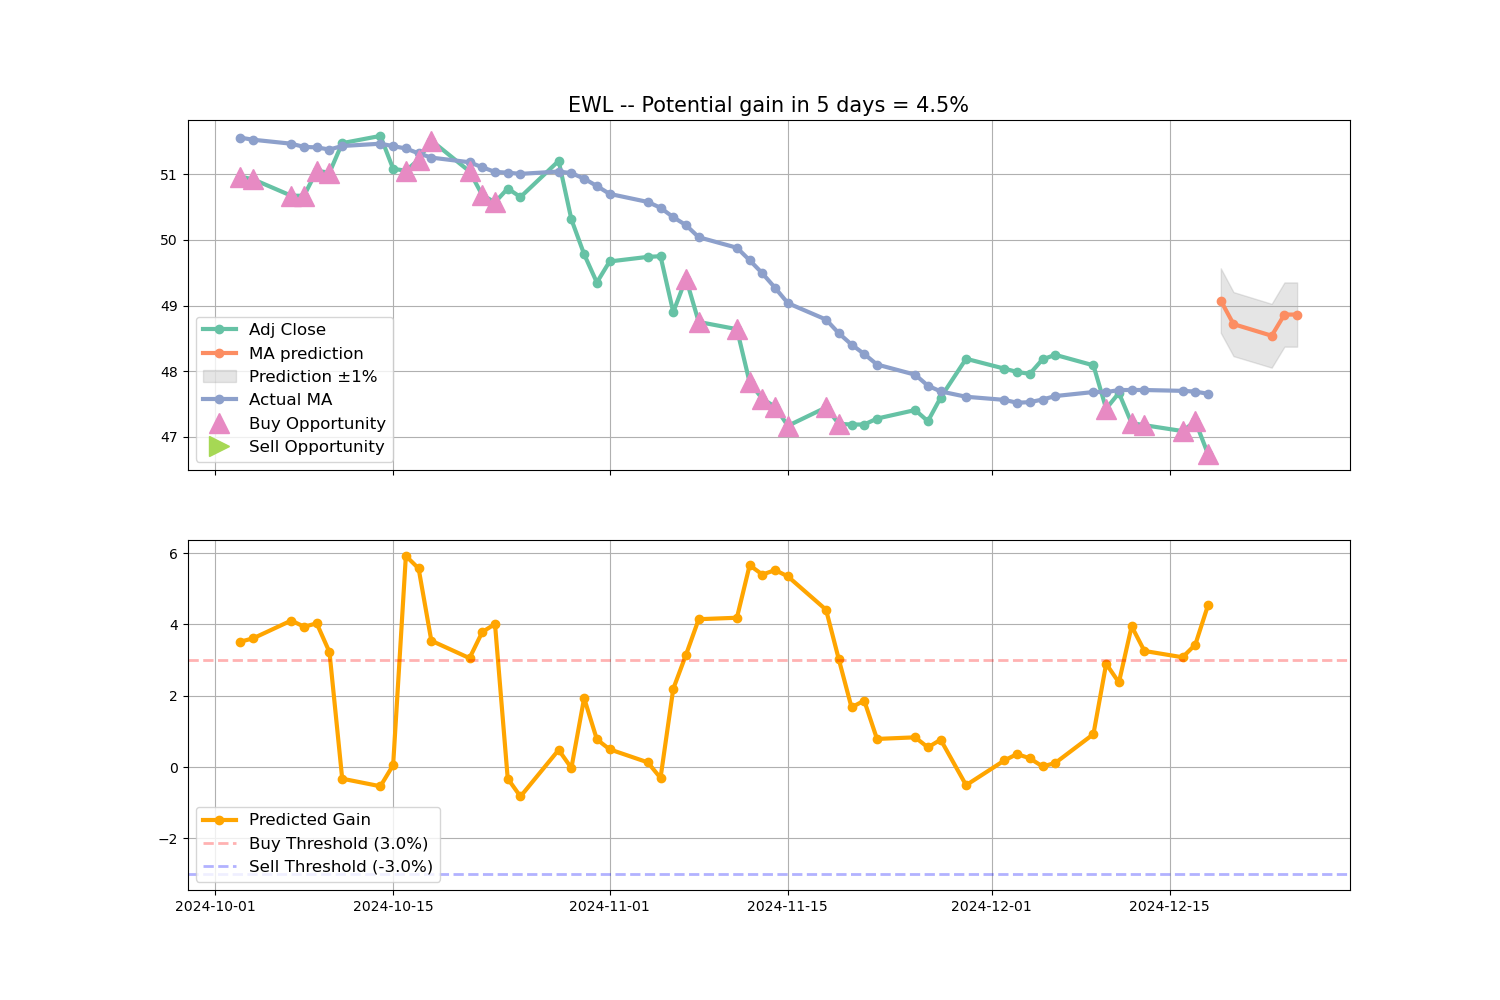 EWL -- Potential gain in 5 days = 4.5%
51
50
49
48
47
Adj Close
MA prediction
Prediction ±1%
Actual MA
Buy Opportunity
Sell Opportunity
6
4
2
0
−2
Predicted Gain
Buy Threshold (3.0%)
Sell Threshold (-3.0%)
2024-10-01 2024-10-15 2024-11-01 2024-11-15 2024-12-01 2024-12-15